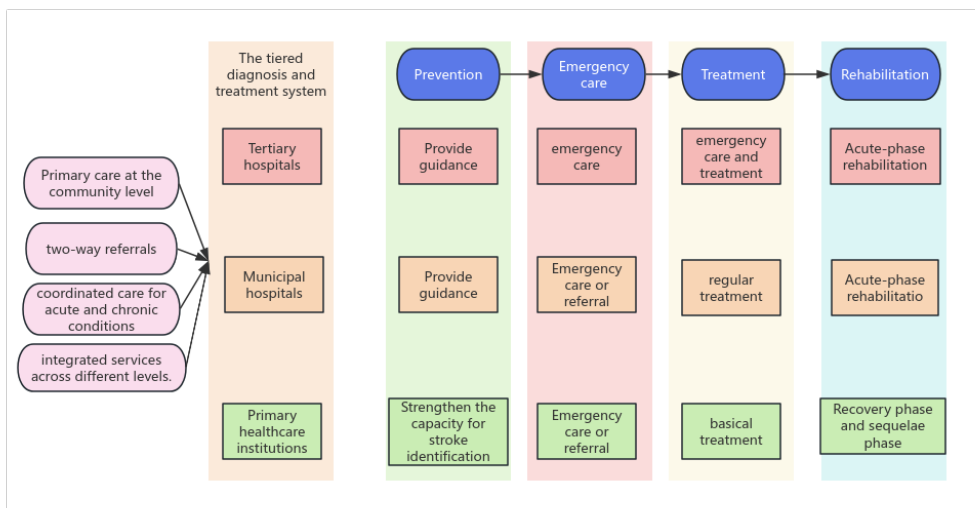 The tiered
diagnosis and
treatment system
Prevention
Emergency
care
Treatment
Rehabilitation
Tertiary
hospitals
Provide
guidance
emergency
care
emergency
care and
treatment
Acute-phase
rehabilitation
Primary care at the
community level
two-way referrals
coordinated care for
acute and chronic
conditions
integrated services
across different levels.
Municipal
hospitals
Provide
guidance
Emergency
care or
referral
regular
treatment
Acute-phase
rehabilitatio
Primary
healthcare
institutions
Strengthen the
capacity for
stroke
identification
Emergency
care or
referral
basical
treatment
Recovery phase
and sequelae
phase